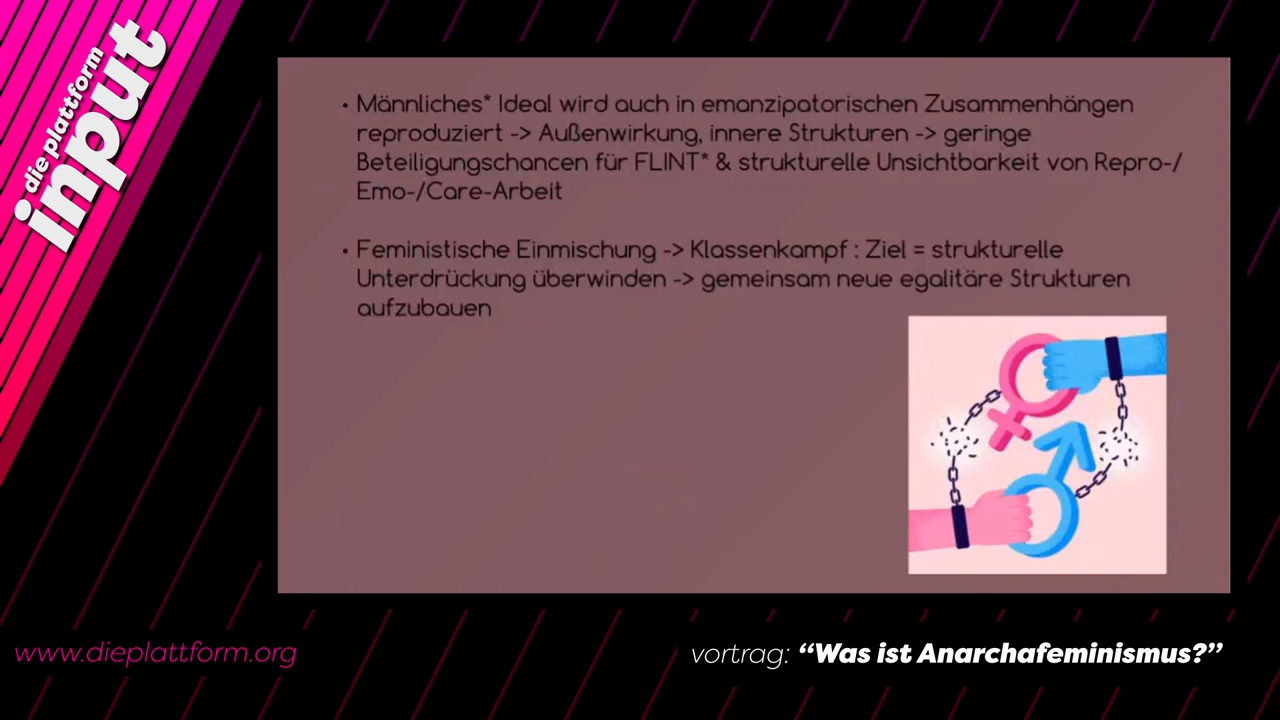 die plattform
input
• Männliches* Ideal wird auch in emanzipatorischen Zusammenhängen
reproduziert -> Außenwirkung, innere Strukturen -> geringe
Beteiligungschancen für FLINT* & strukturelle Unsichtbarkeit von Repro-/
Emo-/Care-Arbeit
• Feministische Einmischung -> Klassenkampf : Ziel = strukturelle
Unterdrückung überwinden -> gemeinsam neue egalitäre Strukturen
aufzubauen
www.dieplattform.org
vortrag: “Was ist Anarchafeminismus?”